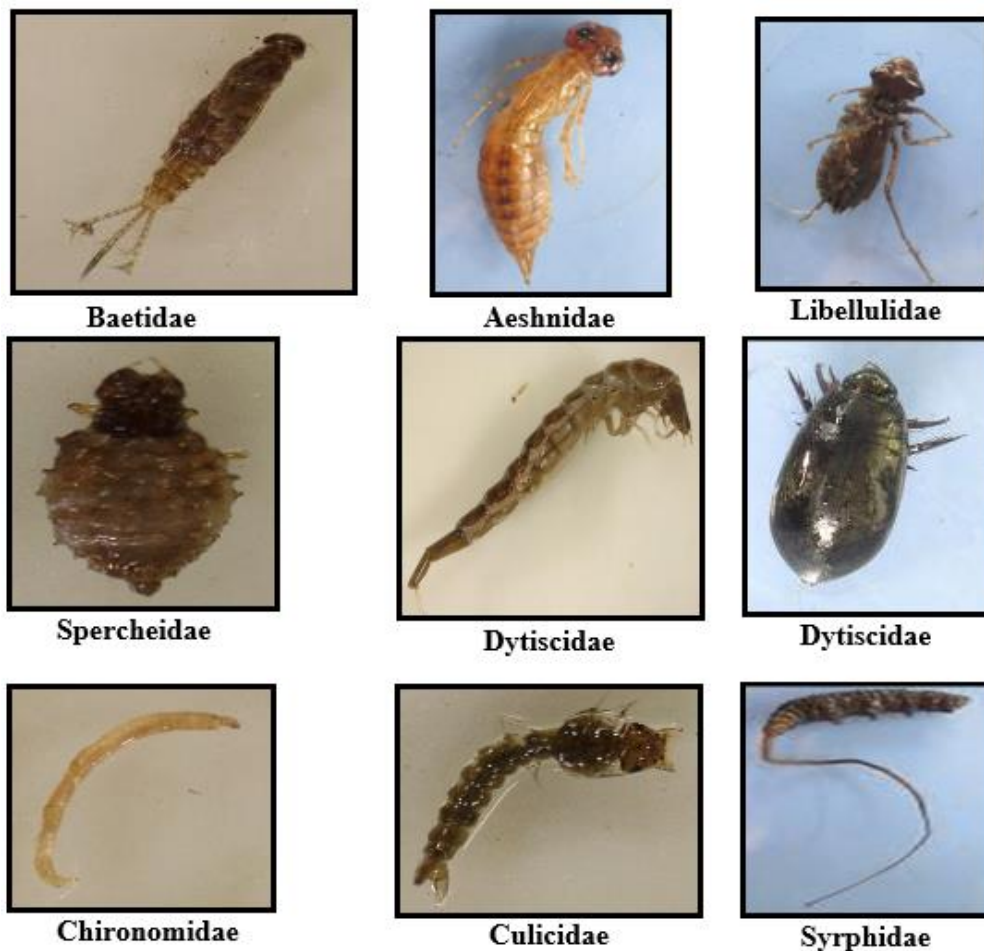 Baetidae
Aeshnidae
Libellulidae
Spercheidae
Dytiscidae
Dytiscidae
Chironomidae
Culicidae
Syrphidae